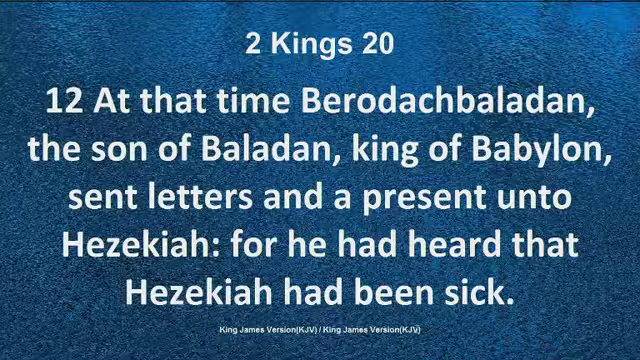 2 Kings 20
12 At that time Berodachbaladan,
the son of Baladan, king of Babylon,
sent letters and a present unto
Hezekiah: for he had heard that
Hezekiah had been sick.
King James Version(KJV) / King James Version(KJV)